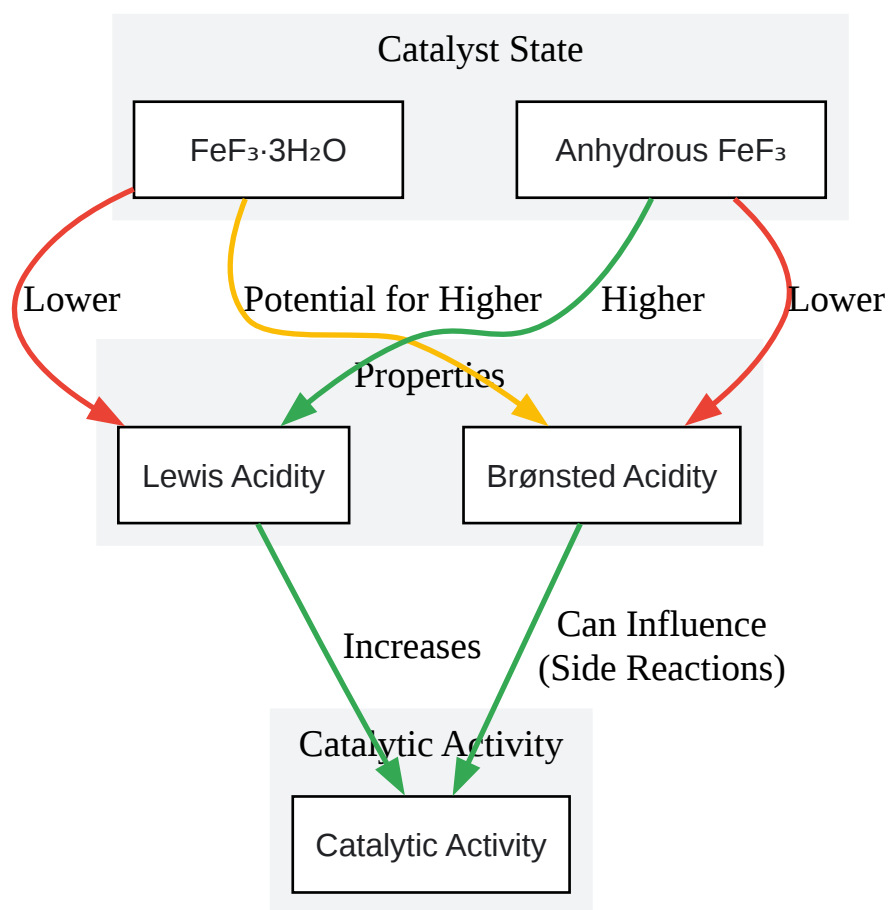 Catalyst State
FeF₃·3H₂O
Anhydrous FeF₃
Lower
Potential for Higher
Higher
Lower
Properties
Lewis Acidity
Brønsted Acidity
Increases
Can Influence
(Side Reactions)
Catalytic Activity
Catalytic Activity